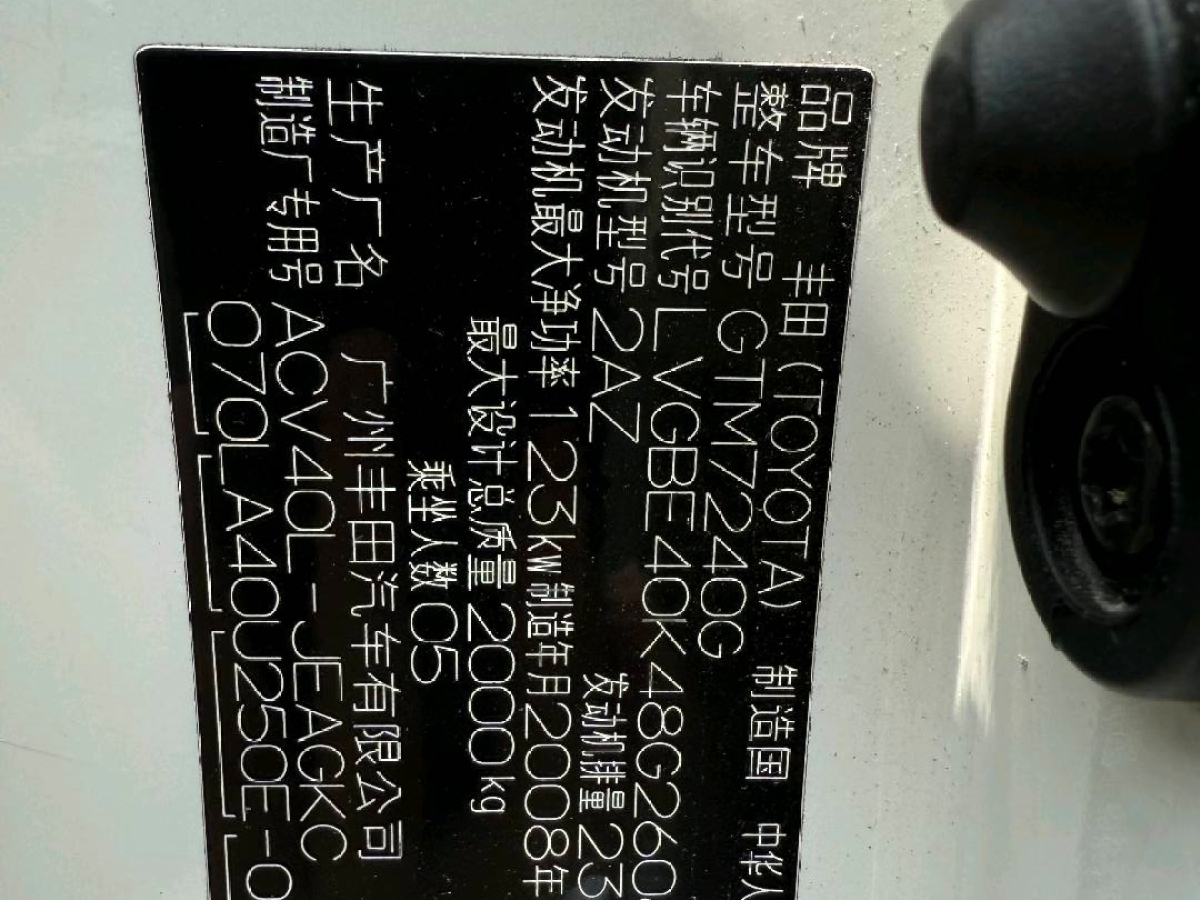 品牌 丰田(TOYOTA) 制造国 中华人
整车型号 GTM7240G
车辆识别代号 LVGBE40K48G260
发动机型号 2AZ 发动机排量 23
发动机最大净功率 123kW 制造年月 2008年
最大设计总质量 2000kg
乘坐人数 05
生产厂名 广州丰田汽车有限公司
制造厂专用号 ACV40L-JEAGKC
070LA40U250E-0